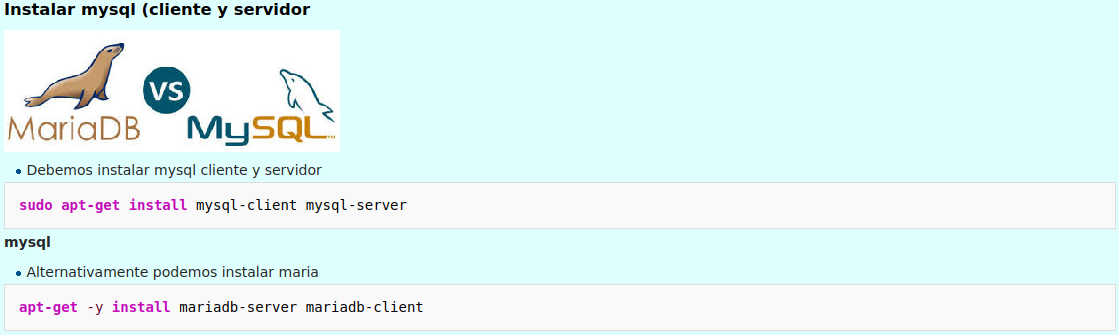 Instalar mysql (cliente y servidor
MariaDB VS MySQL™
Debemos instalar mysql cliente y servidor
sudo apt-get install mysql-client mysql-server
mysql
Alternativamente podemos instalar maria
apt-get -y install mariadb-server mariadb-client